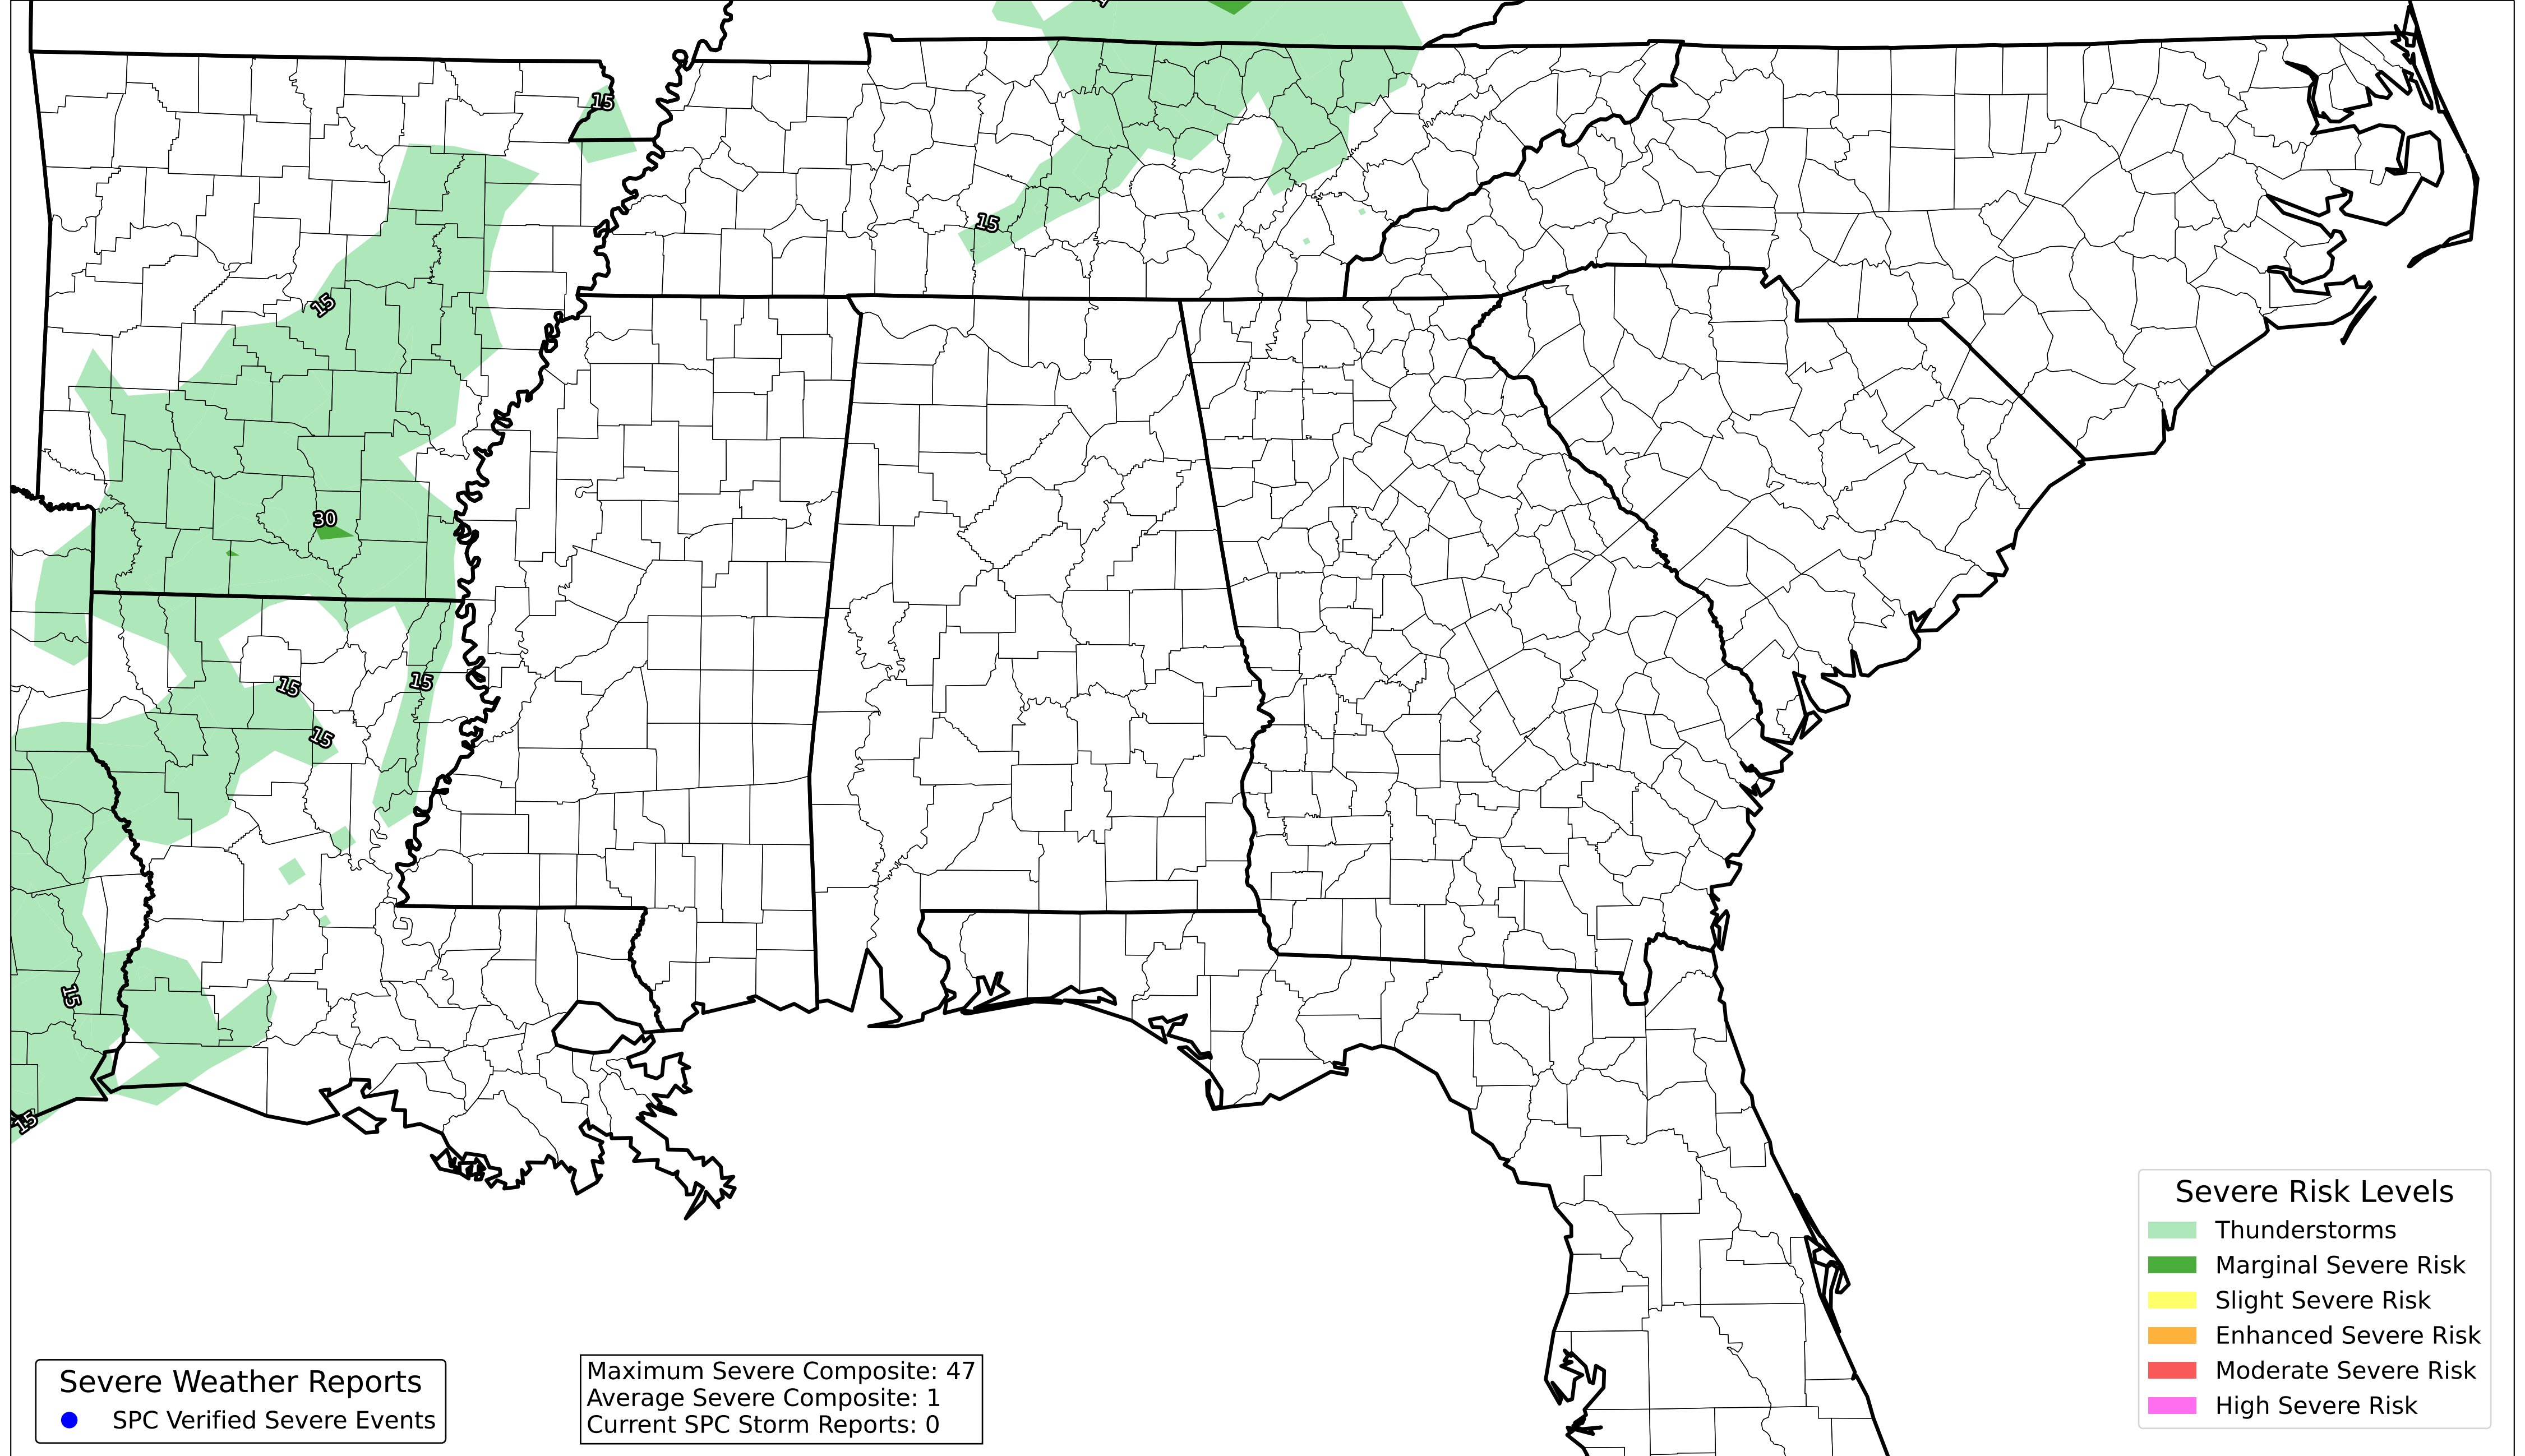 15
15
15
30
15
15
15
15
15
Severe Risk Levels
Thunderstorms
Marginal Severe Risk
Slight Severe Risk
Enhanced Severe Risk
Moderate Severe Risk
High Severe Risk
Severe Weather Reports
SPC Verified Severe Events
Maximum Severe Composite: 47
Average Severe Composite: 1
Current SPC Storm Reports: 0